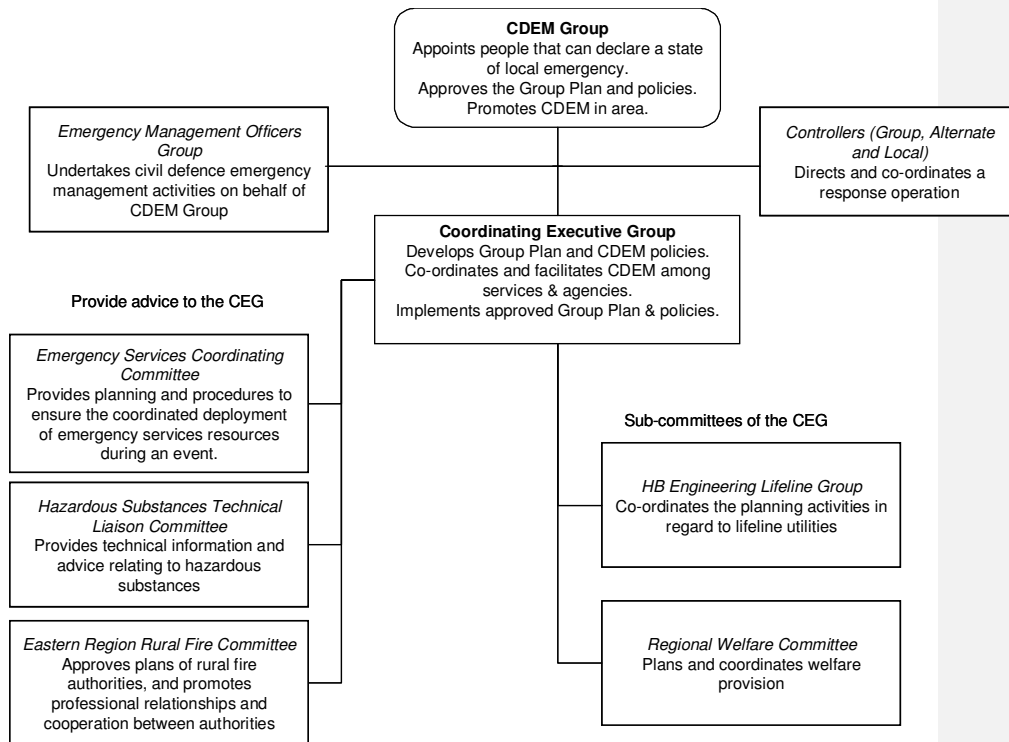 CDEM Group
Appoints people that can declare a state
of local emergency.
Approves the Group Plan and policies.
Promotes CDEM in area.
Emergency Management Officers
Group
Undertakes civil defence emergency
management activities on behalf of
CDEM Group
Controllers (Group, Alternate
and Local)
Directs and co-ordinates a
response operation
Coordinating Executive Group
Develops Group Plan and CDEM policies.
Co-ordinates and facilitates CDEM among
services & agencies.
Implements approved Group Plan & policies.
Provide advice to the CEG
Emergency Services Coordinating
Committee
Provides planning and procedures to
ensure the coordinated deployment
of emergency services resources
during an event.
Hazardous Substances Technical
Liaison Committee
Provides technical information and
advice relating to hazardous
substances
Eastern Region Rural Fire Committee
Approves plans of rural fire
authorities, and promotes
professional relationships and
cooperation between authorities
Sub-committees of the CEG
HB Engineering Lifeline Group
Co-ordinates the planning activities in
regard to lifeline utilities
Regional Welfare Committee
Plans and coordinates welfare
provision